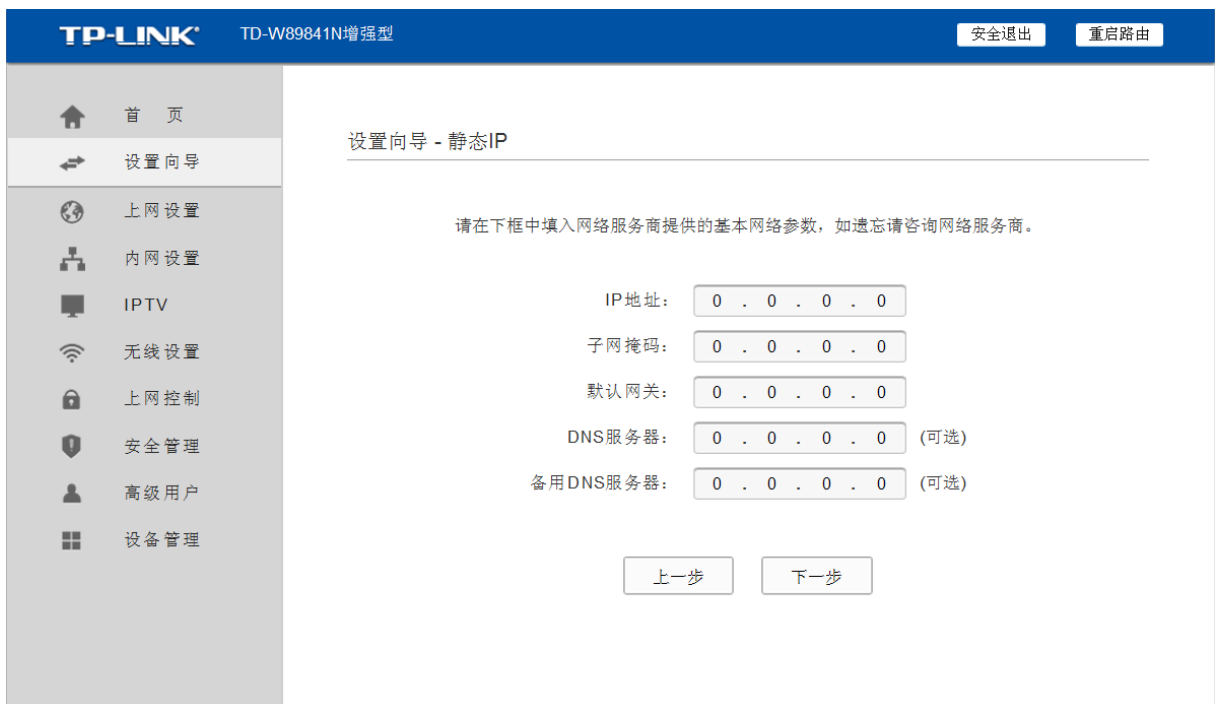 TP-LINK® TD-W89841N增强型 安全退出 重启路由
首 页
设置向导
上网设置
内网设置
IPTV
无线设置
上网控制
安全管理
高级用户
设备管理
设置向导 - 静态IP
请在下框中填入网络服务商提供的基本网络参数，如遗忘请咨询网络服务商。
IP地址： 0 . 0 . 0 . 0
子网掩码： 0 . 0 . 0 . 0
默认网关： 0 . 0 . 0 . 0
DNS服务器： 0 . 0 . 0 . 0 (可选)
备用DNS服务器： 0 . 0 . 0 . 0 (可选)
上一步 下一步